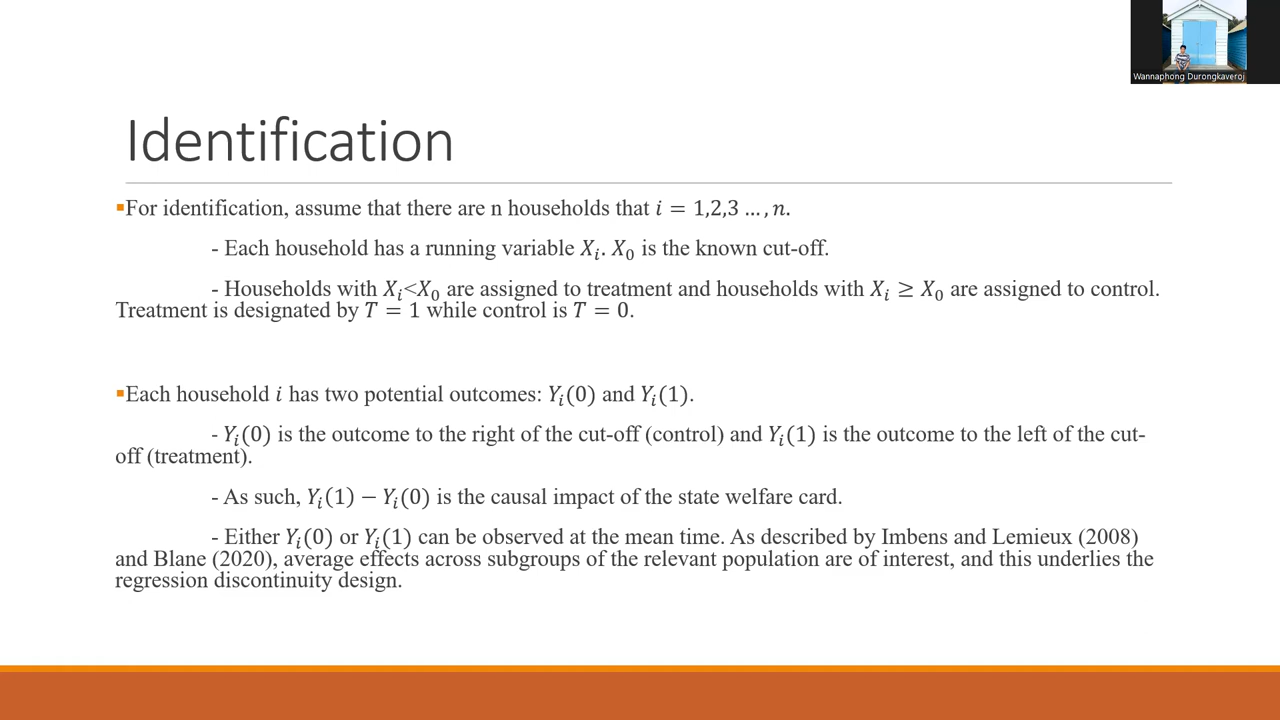 Wannaphong Durongkaveroj
Identification
▪For identification, assume that there are n households that 𝑖 = 1,2,3 …, 𝑛.
- Each household has a running variable 𝑋ᵢ. 𝑋₀ is the known cut-off.
- Households with 𝑋ᵢ<𝑋₀ are assigned to treatment and households with 𝑋ᵢ ≥ 𝑋₀ are assigned to control.
Treatment is designated by 𝑇 = 1 while control is 𝑇 = 0.
▪Each household 𝑖 has two potential outcomes: 𝑌ᵢ(0) and 𝑌ᵢ(1).
- 𝑌ᵢ(0) is the outcome to the right of the cut-off (control) and 𝑌ᵢ(1) is the outcome to the left of the cut-
off (treatment).
- As such, 𝑌ᵢ(1) − 𝑌ᵢ(0) is the causal impact of the state welfare card.
- Either 𝑌ᵢ(0) or 𝑌ᵢ(1) can be observed at the mean time. As described by Imbens and Lemieux (2008)
and Blane (2020), average effects across subgroups of the relevant population are of interest, and this underlies the
regression discontinuity design.